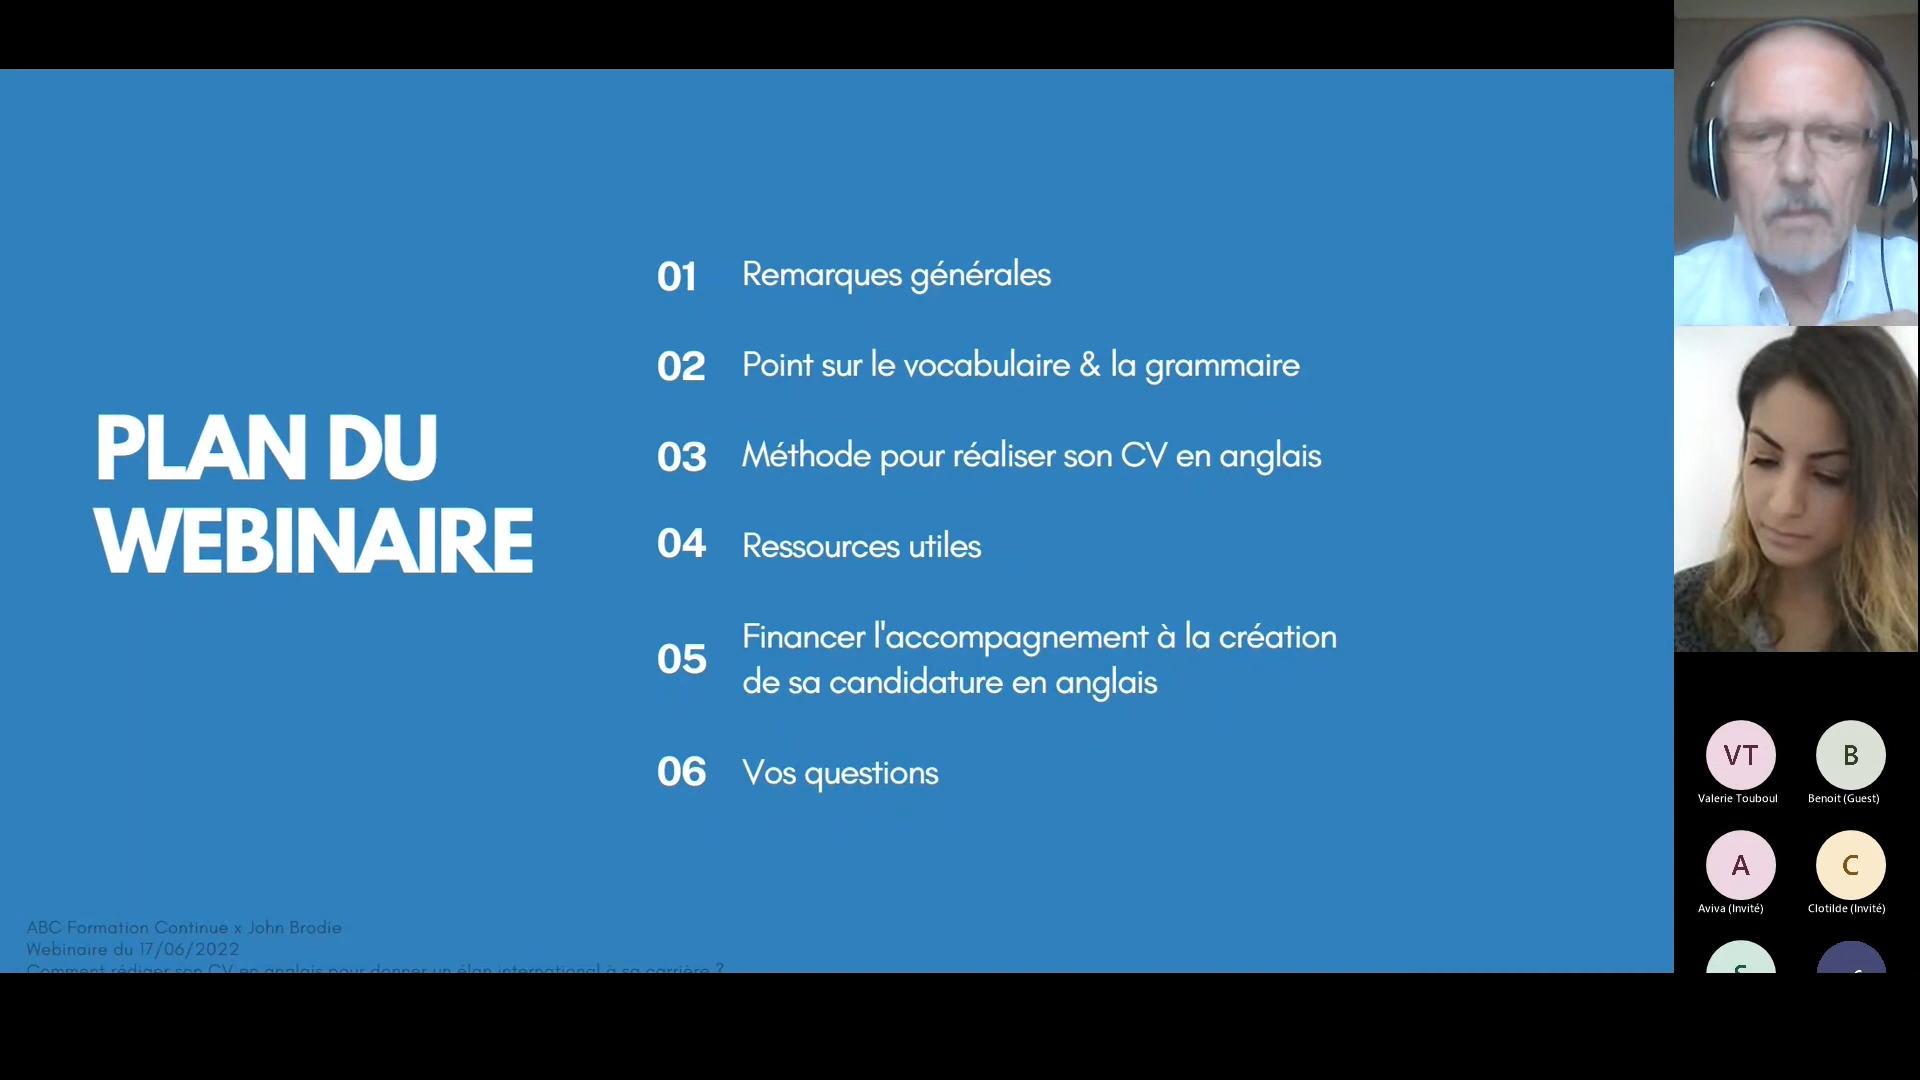 PLAN DU
WEBINAIRE
01 Remarques générales
02 Point sur le vocabulaire & la grammaire
03 Méthode pour réaliser son CV en anglais
04 Ressources utiles
05 Financer l'accompagnement à la création
de sa candidature en anglais
06 Vos questions
ABC Formation Continue x John Brodie
Webinaire du 17/06/2022
Comment rédiger son CV en anglais pour donner un élan international à sa carrière ?
VT
Valerie Touboul
B
Benoit (Guest)
A
Aviva (Invité)
C
Clotilde (Invité)